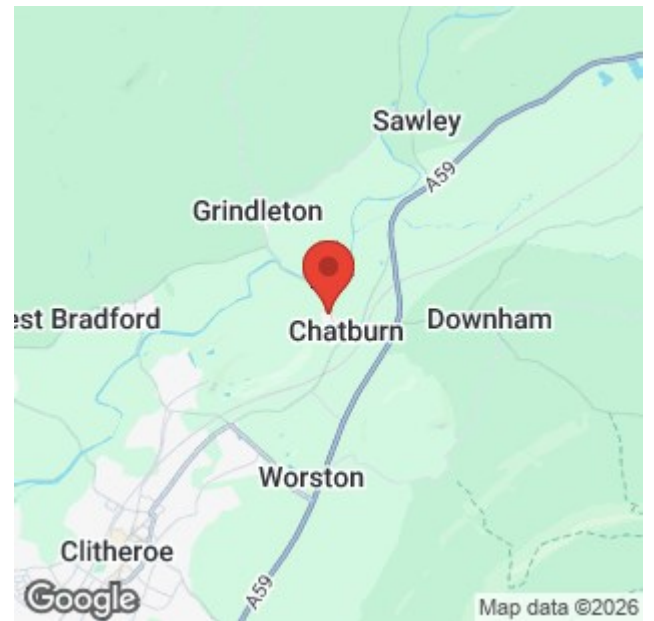 Sawley
A59
Grindleton
est Bradford
Chatburn
Downham
Worston
Clitheroe
A59
Google
Map data ©2026